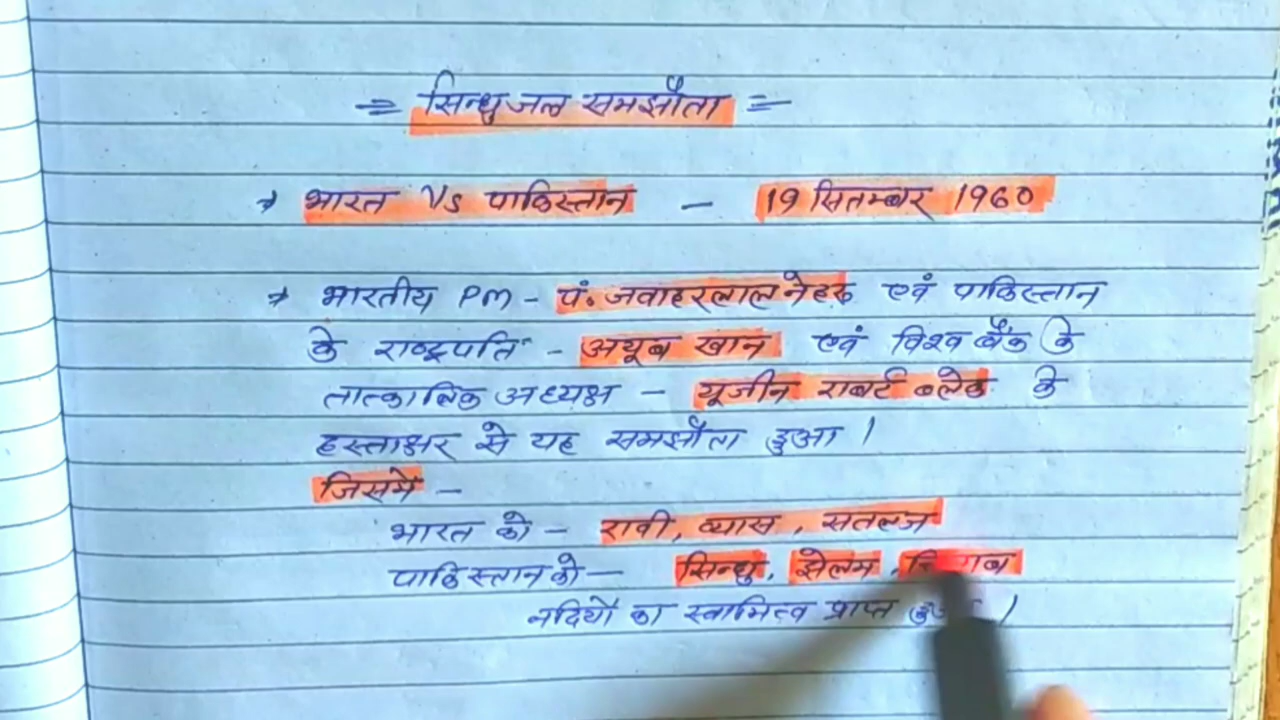 = सिन्धु जल समझौता =
→ भारत V/s पाकिस्तान - 19 सितम्बर 1960
→ भारतीय PM - पं. जवाहरलाल नेहरू एवं पाकिस्तान
के राष्ट्रपति - अयूब खान एवं विश्व बैंक के
तात्कालिक अध्यक्ष - यूजीन राबर्ट ब्लेक के
हस्ताक्षर से यह समझौता हुआ।
जिसमें -
भारत को - रावी, व्यास, सतलज
पाकिस्तान को - सिन्धु, झेलम,
नदियों का स्वामित्व प्राप्त ।